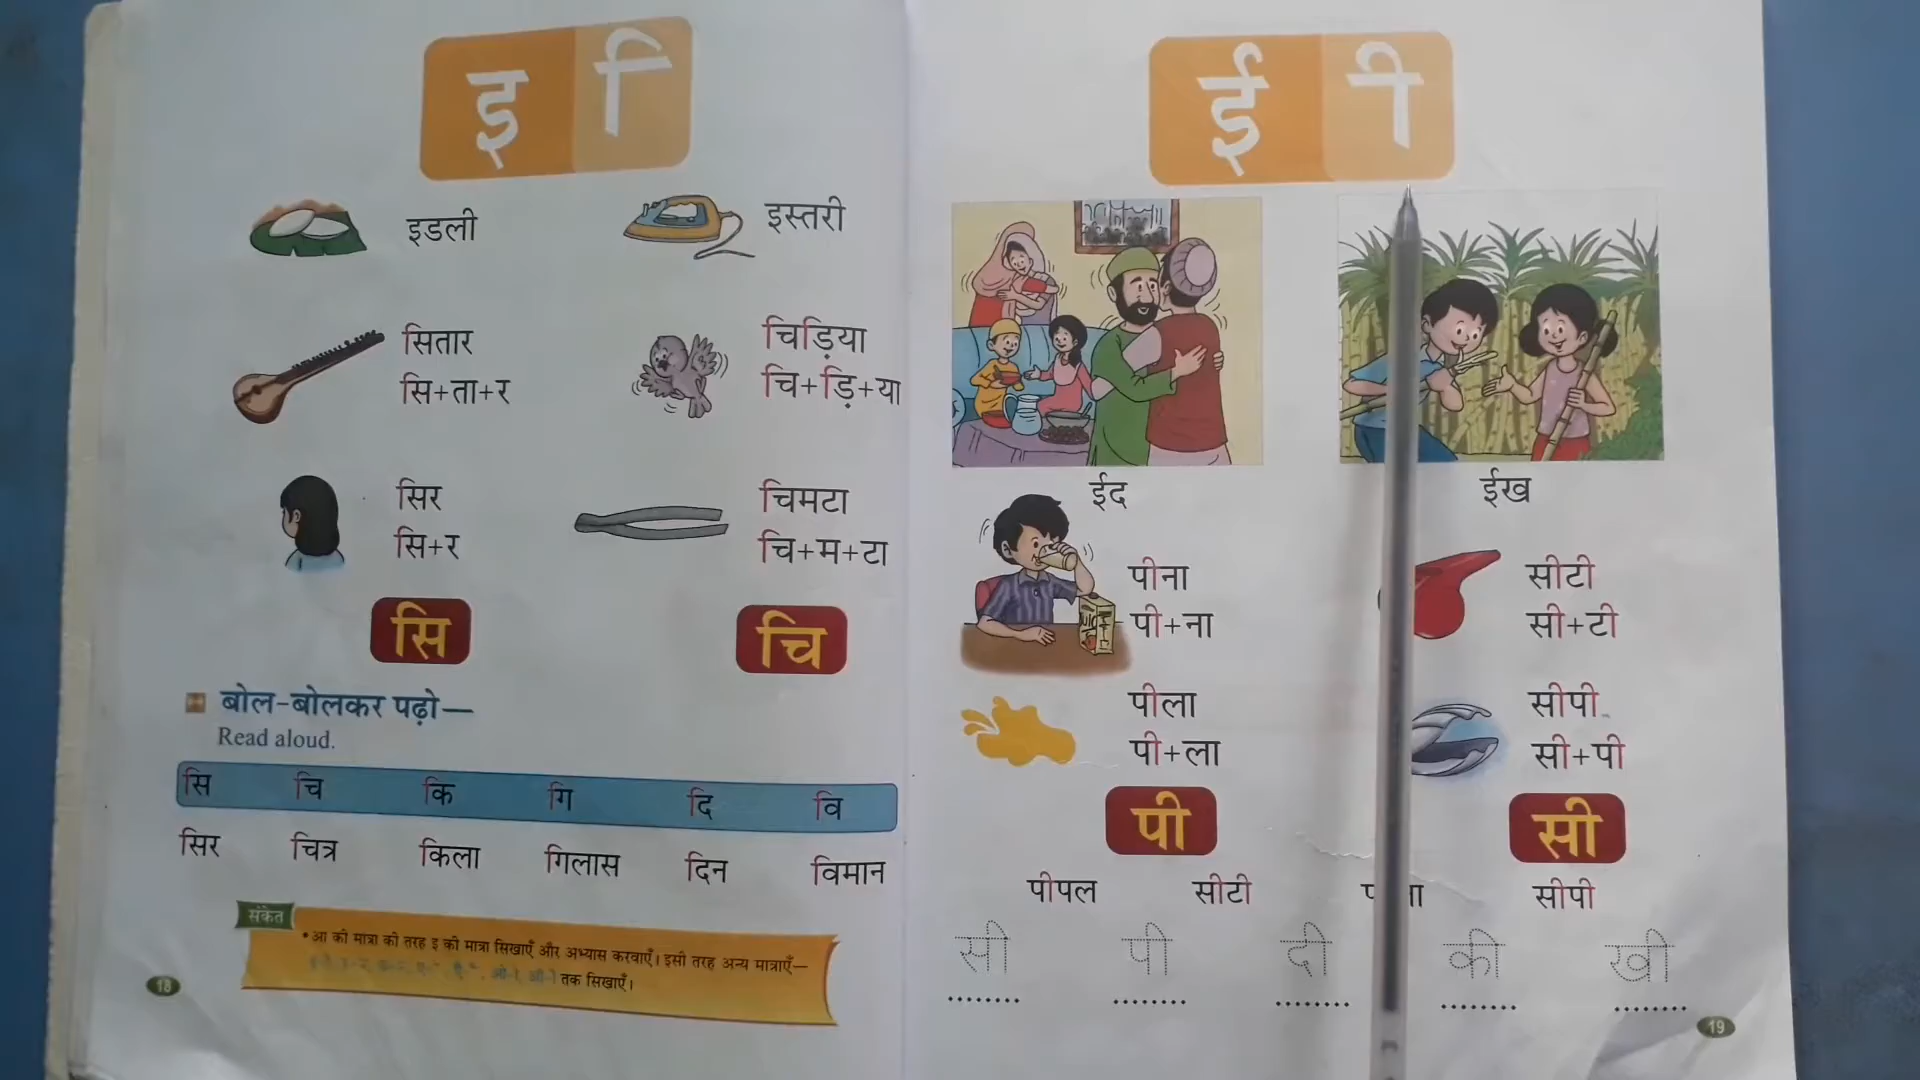 इ ि
इडली
इस्तरी
सितार
सि+ता+र
चिड़िया
चि+ड़ि+या
सिर
सि+र
चिमटा
चि+म+टा
सि
चि
बोल-बोलकर पढ़ो—
Read aloud.
सि चि कि गि दि वि
सिर चित्र किला गिलास दिन विमान
संकेत
•आ की मात्रा की तरह इ की मात्रा सिखाएँ और अभ्यास करवाएँ। इसी तरह अन्य मात्राएँ—
तक सिखाएँ।
18
ई ी
ईद
ईख
पीना
पी+ना
सीटी
सी+टी
पीला
पी+ला
सीपी
सी+पी
पी
सी
पीपल सीटी सीपी
सी पी दी की खी
19